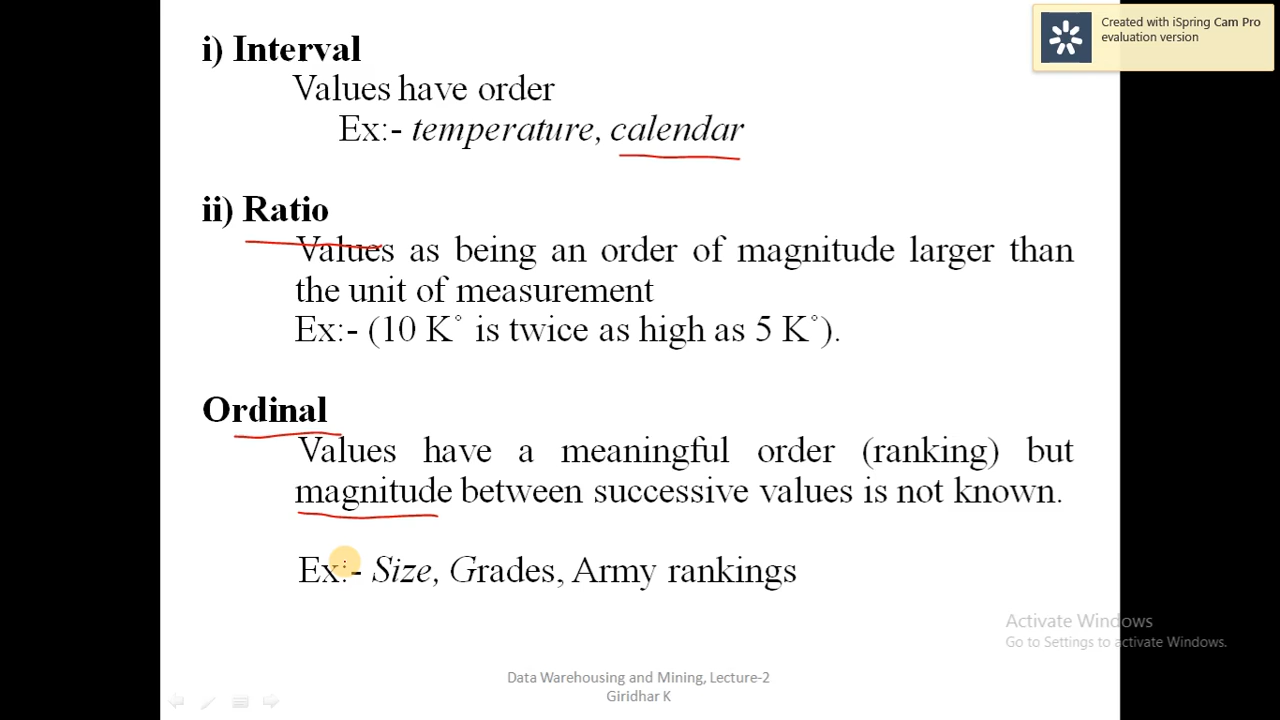 i) Interval
Values have order
Ex:- temperature, calendar
ii) Ratio
Values as being an order of magnitude larger than
the unit of measurement
Ex:- (10 K˚ is twice as high as 5 K˚).
Ordinal
Values have a meaningful order (ranking) but
magnitude between successive values is not known.
Ex:- Size, Grades, Army rankings
Data Warehousing and Mining, Lecture-2
Giridhar K
Created with iSpring Cam Pro
evaluation version
Activate Windows
Go to Settings to activate Windows.